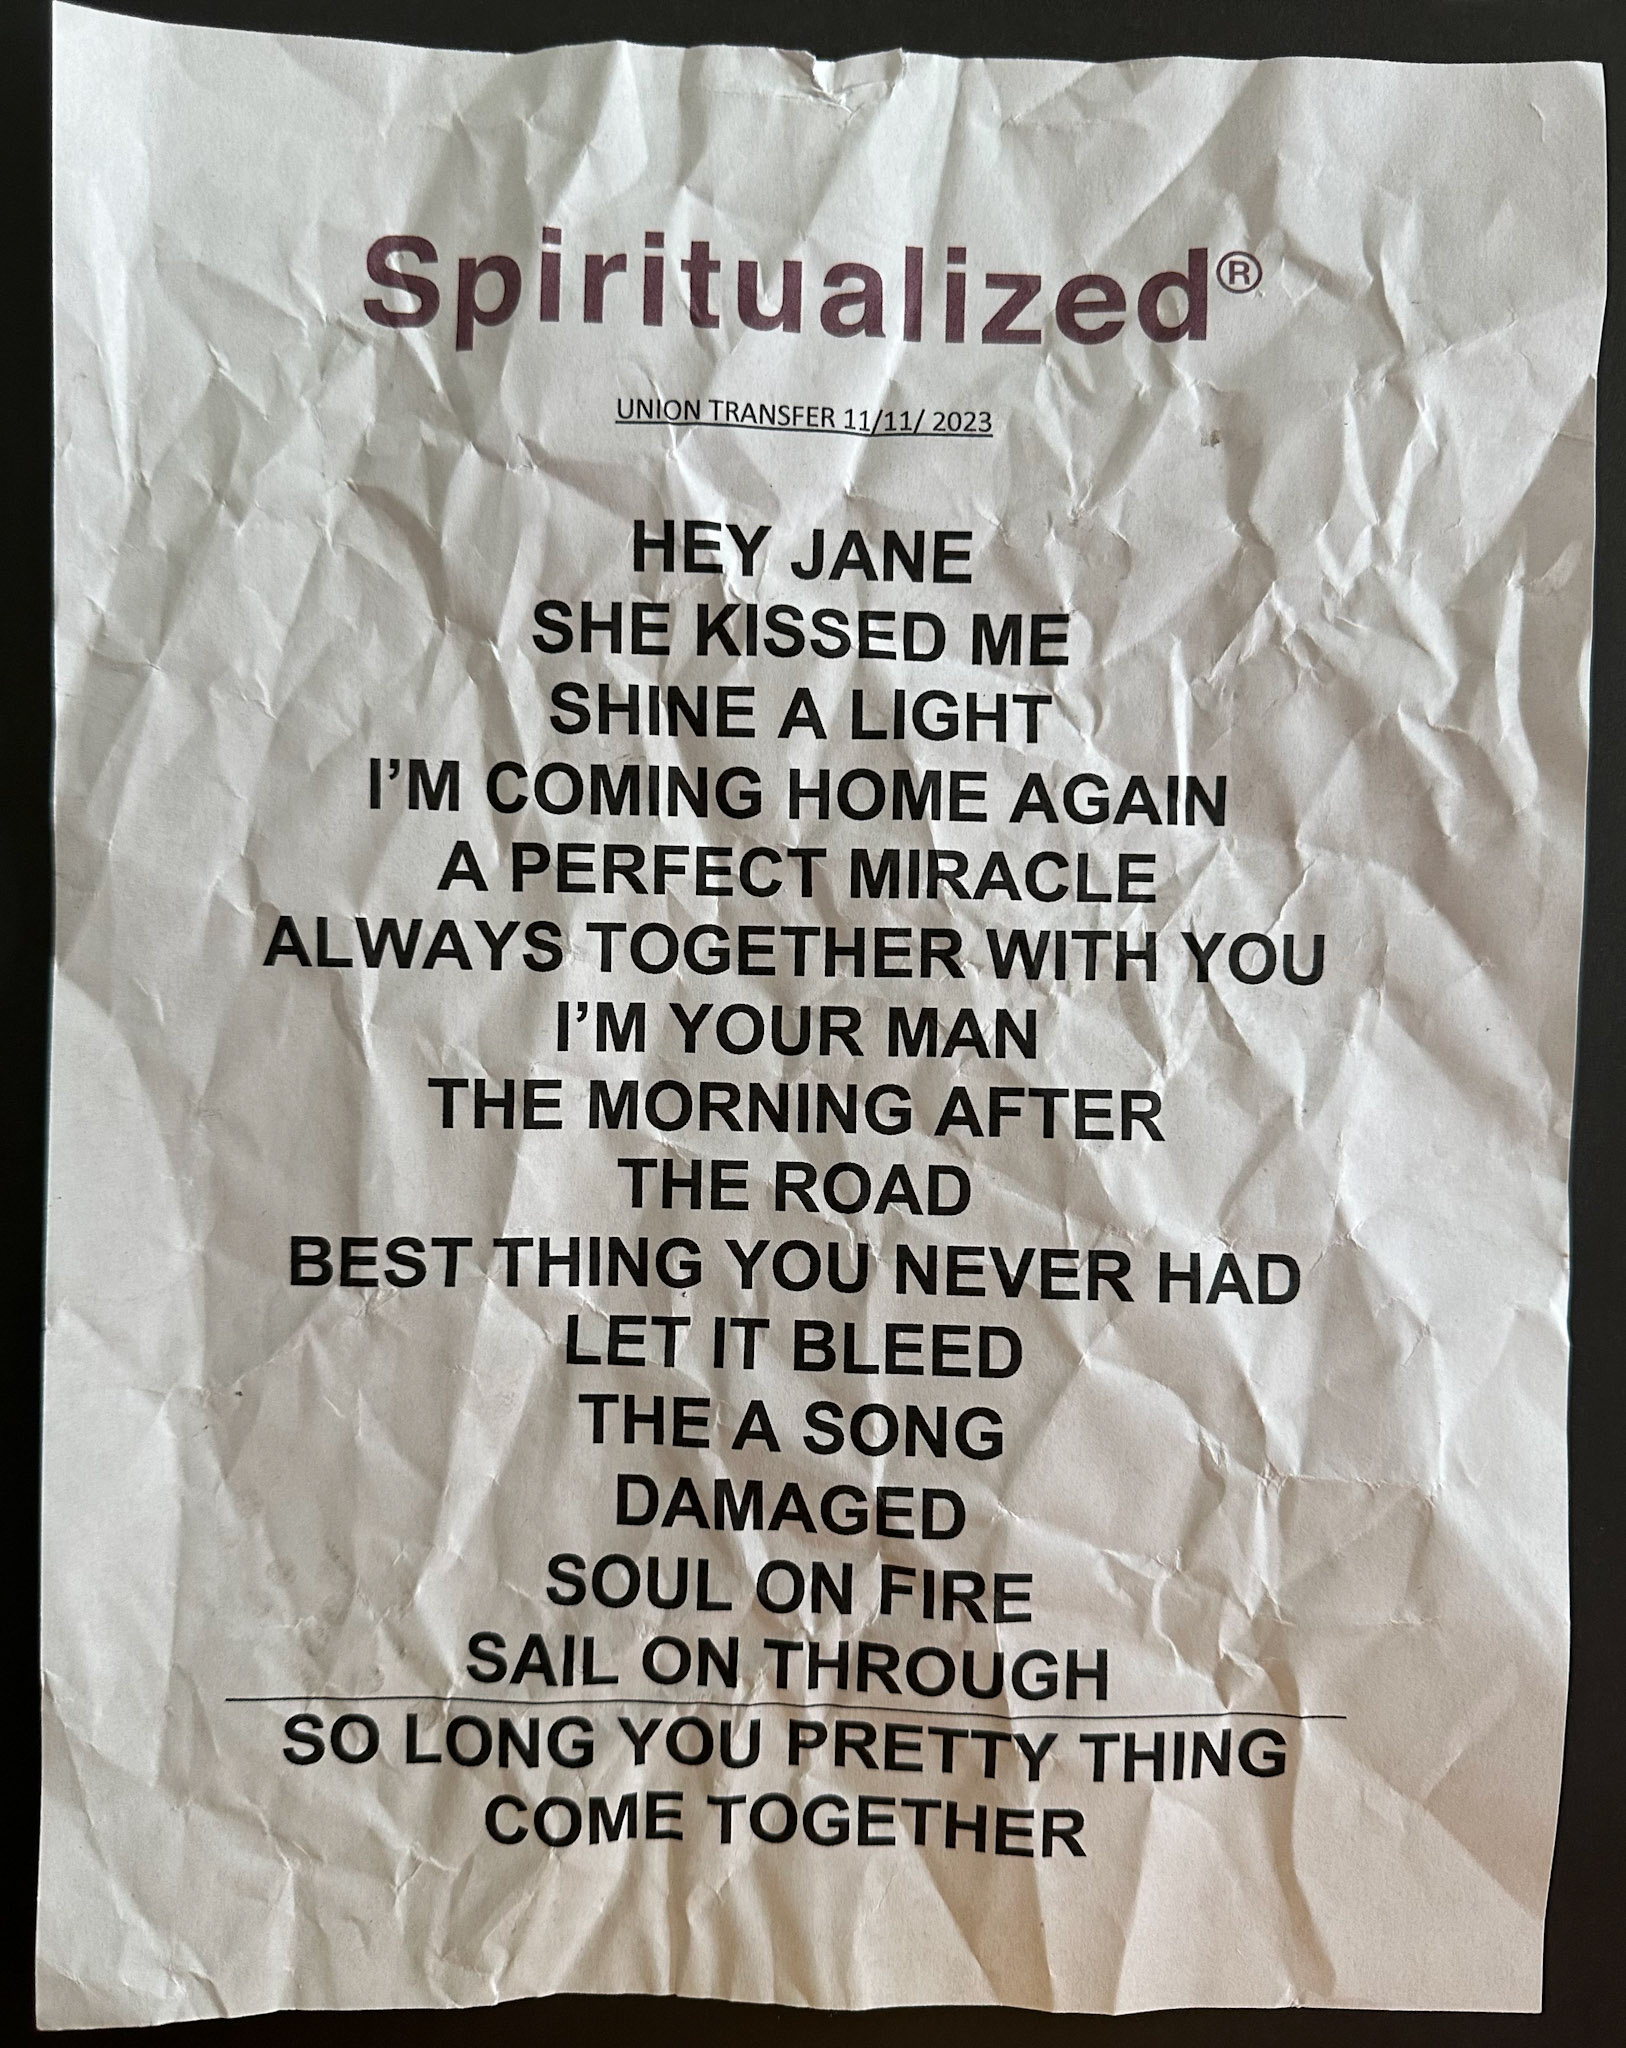 Spiritualized®
UNION TRANSFER 11/11/ 2023
HEY JANE
SHE KISSED ME
SHINE A LIGHT
I’M COMING HOME AGAIN
A PERFECT MIRACLE
ALWAYS TOGETHER WITH YOU
I’M YOUR MAN
THE MORNING AFTER
THE ROAD
BEST THING YOU NEVER HAD
LET IT BLEED
THE A SONG
DAMAGED
SOUL ON FIRE
SAIL ON THROUGH
SO LONG YOU PRETTY THING
COME TOGETHER